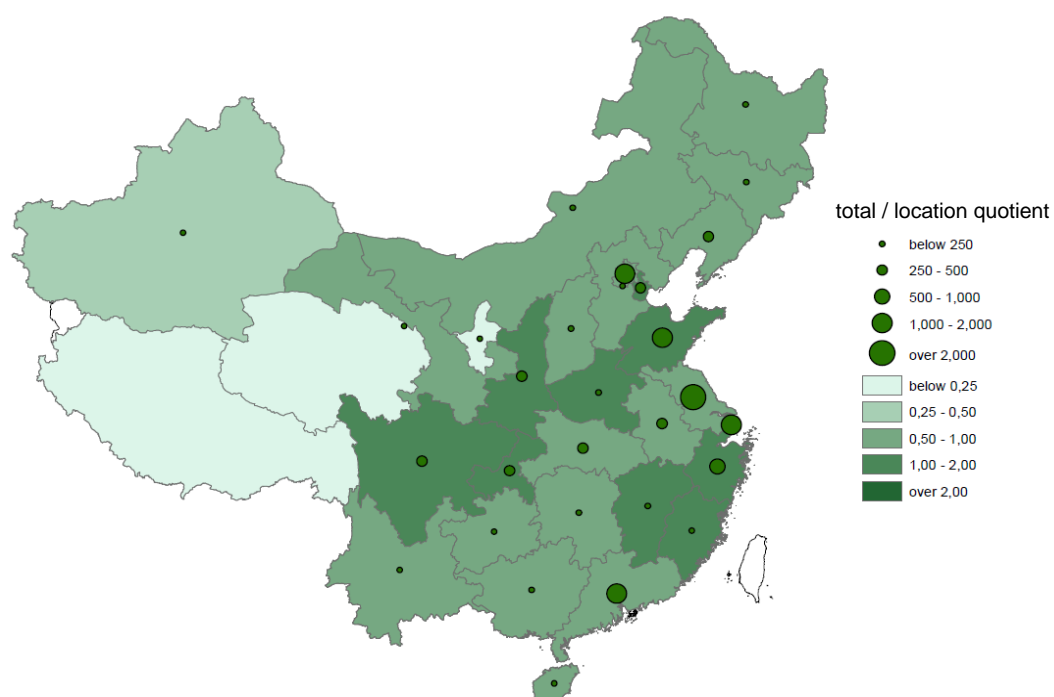 total / location quotient
below 250
250 - 500
500 - 1,000
1,000 - 2,000
over 2,000
below 0,25
0,25 - 0,50
0,50 - 1,00
1,00 - 2,00
over 2,00